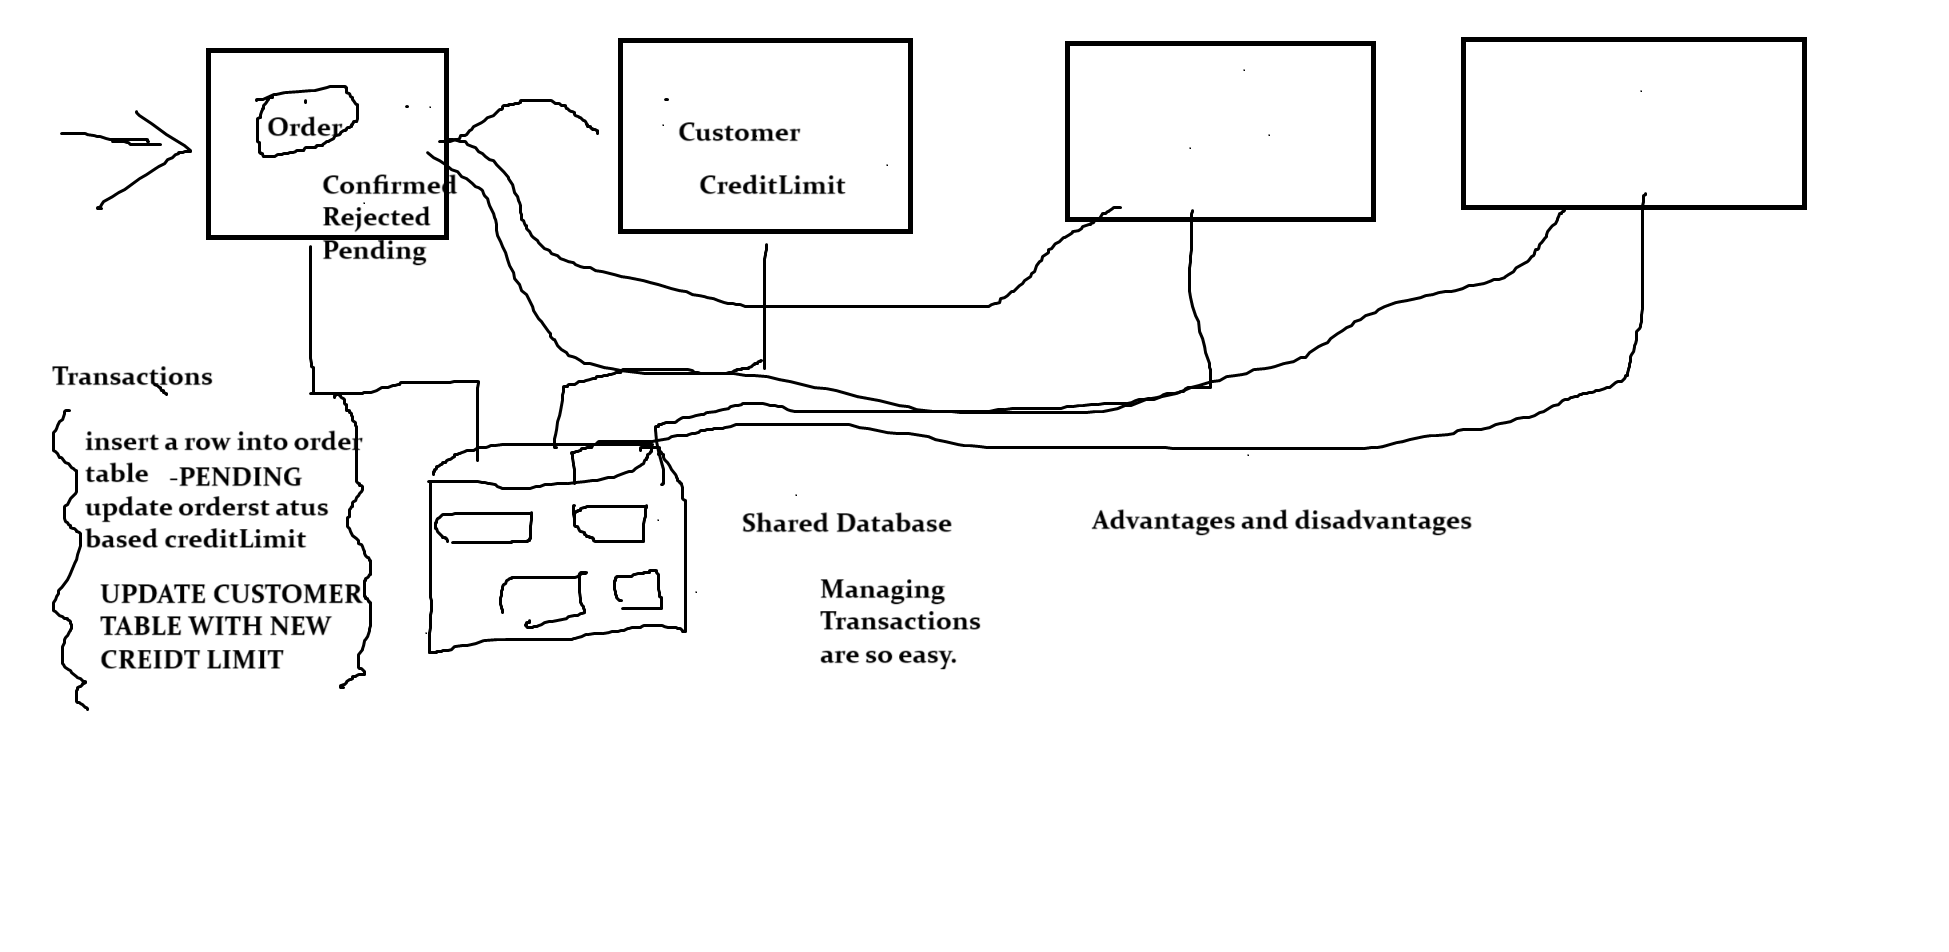 Order
Confirmed
Rejected
Pending
Customer
CreditLimit
Transactions
insert a row into order
table -PENDING
update orderst atus
based creditLimit
UPDATE CUSTOMER
TABLE WITH NEW
CREIDT LIMIT
Shared Database
Managing
Transactions
are so easy.
Advantages and disadvantages